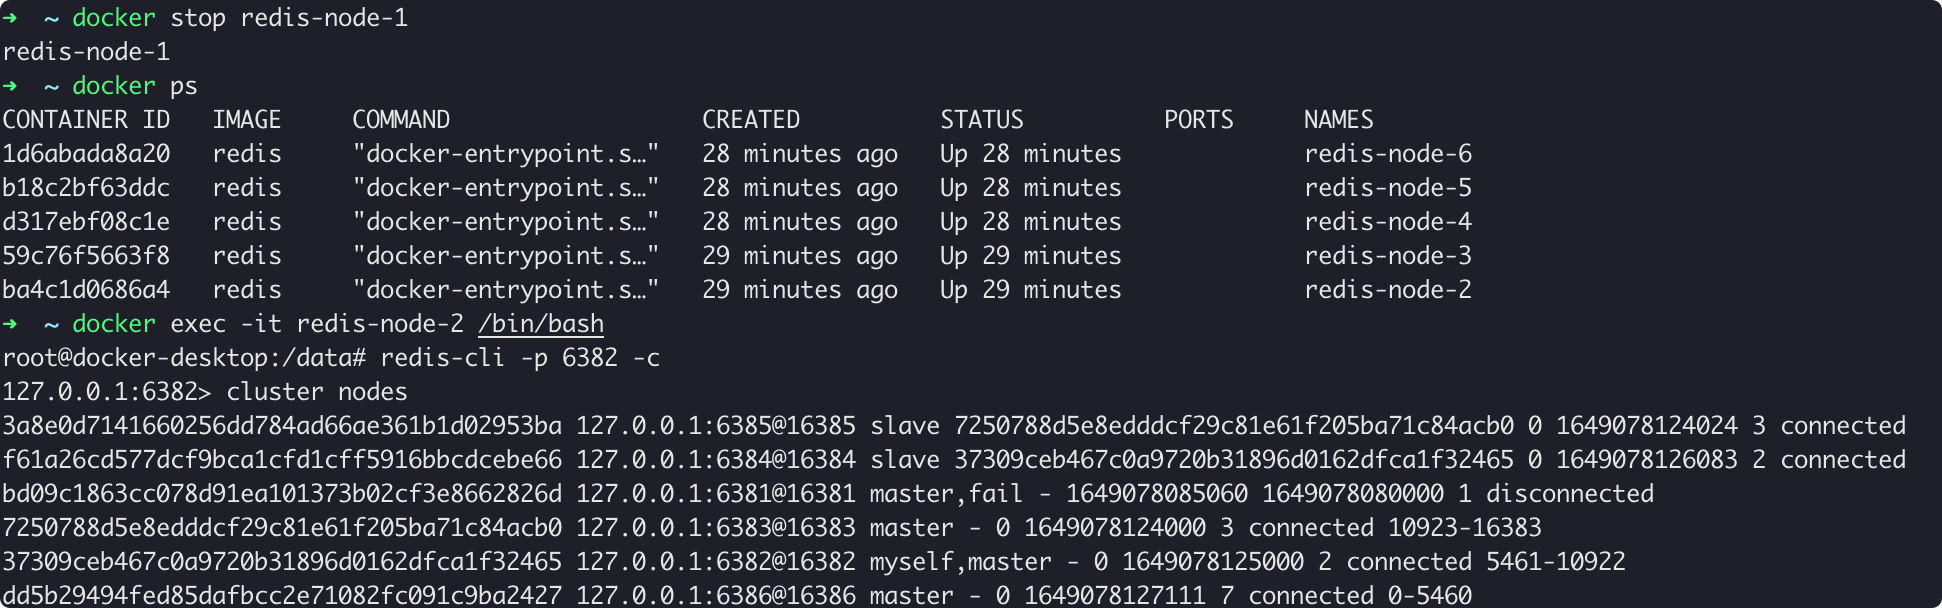 ➜  ~ docker stop redis-node-1
redis-node-1
➜  ~ docker ps
CONTAINER ID   IMAGE     COMMAND                  CREATED          STATUS          PORTS     NAMES
1d6abada8a20   redis     "docker-entrypoint.s…"   28 minutes ago   Up 28 minutes             redis-node-6
b18c2bf63ddc   redis     "docker-entrypoint.s…"   28 minutes ago   Up 28 minutes             redis-node-5
d317ebf08c1e   redis     "docker-entrypoint.s…"   28 minutes ago   Up 28 minutes             redis-node-4
59c76f5663f8   redis     "docker-entrypoint.s…"   29 minutes ago   Up 29 minutes             redis-node-3
ba4c1d0686a4   redis     "docker-entrypoint.s…"   29 minutes ago   Up 29 minutes             redis-node-2
➜  ~ docker exec -it redis-node-2 /bin/bash
root@docker-desktop:/data# redis-cli -p 6382 -c
127.0.0.1:6382> cluster nodes
3a8e0d7141660256dd784ad66ae361b1d02953ba 127.0.0.1:6385@16385 slave 7250788d5e8edddcf29c81e61f205ba71c84acb0 0 1649078124024 3 connected
f61a26cd577dcf9bca1cfd1cff5916bbcdcebe66 127.0.0.1:6384@16384 slave 37309ceb467c0a9720b31896d0162dfca1f32465 0 1649078126083 2 connected
bd09c1863cc078d91ea101373b02cf3e8662826d 127.0.0.1:6381@16381 master,fail - 1649078085060 1649078080000 1 disconnected
7250788d5e8edddcf29c81e61f205ba71c84acb0 127.0.0.1:6383@16383 master - 0 1649078124000 3 connected 10923-16383
37309ceb467c0a9720b31896d0162dfca1f32465 127.0.0.1:6382@16382 myself,master - 0 1649078125000 2 connected 5461-10922
dd5b29494fed85dafbcc2e71082fc091c9ba2427 127.0.0.1:6386@16386 master - 0 1649078127111 7 connected 0-5460